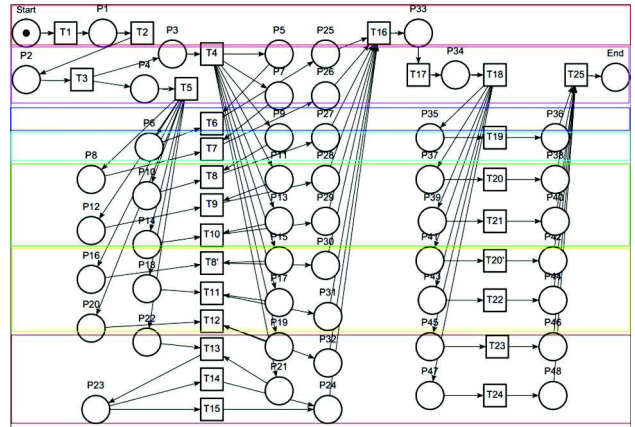 Start
T1
P1
T2
P3
P5
P25
T16
P33
End
P2
T3
P4
T4
T5
P7
P26
T17
P34
T18
T25
P6
T6
P9
P27
P35
P36
T7
T19
P8
P10
T8
P11
P28
P37
T20
P38
P12
T9
P13
P29
P39
P40
P14
T10
T21
P16
T8'
P15
P30
P41
T20'
P42
P18
T11
P17
P31
P43
T22
P44
P20
T12
P22
P19
P32
P45
P46
T13
T23
P23
T14
P21
P24
P47
T24
P48
T15